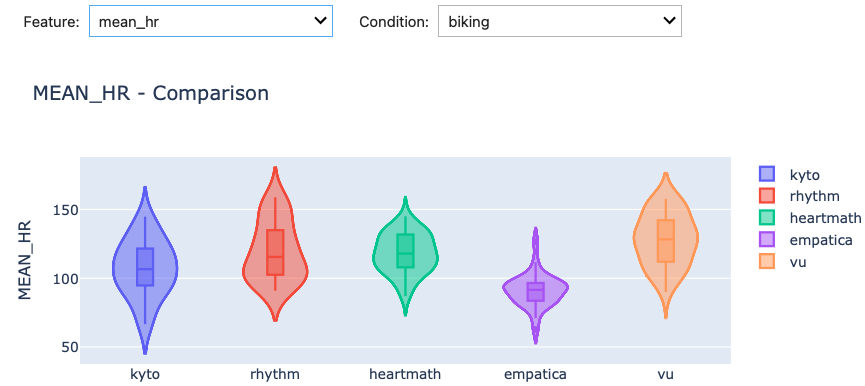 Feature: mean_hr Condition: biking
MEAN_HR - Comparison
MEAN_HR
150
100
50
kyto rhythm heartmath empatica vu
kyto
rhythm
heartmath
empatica
vu